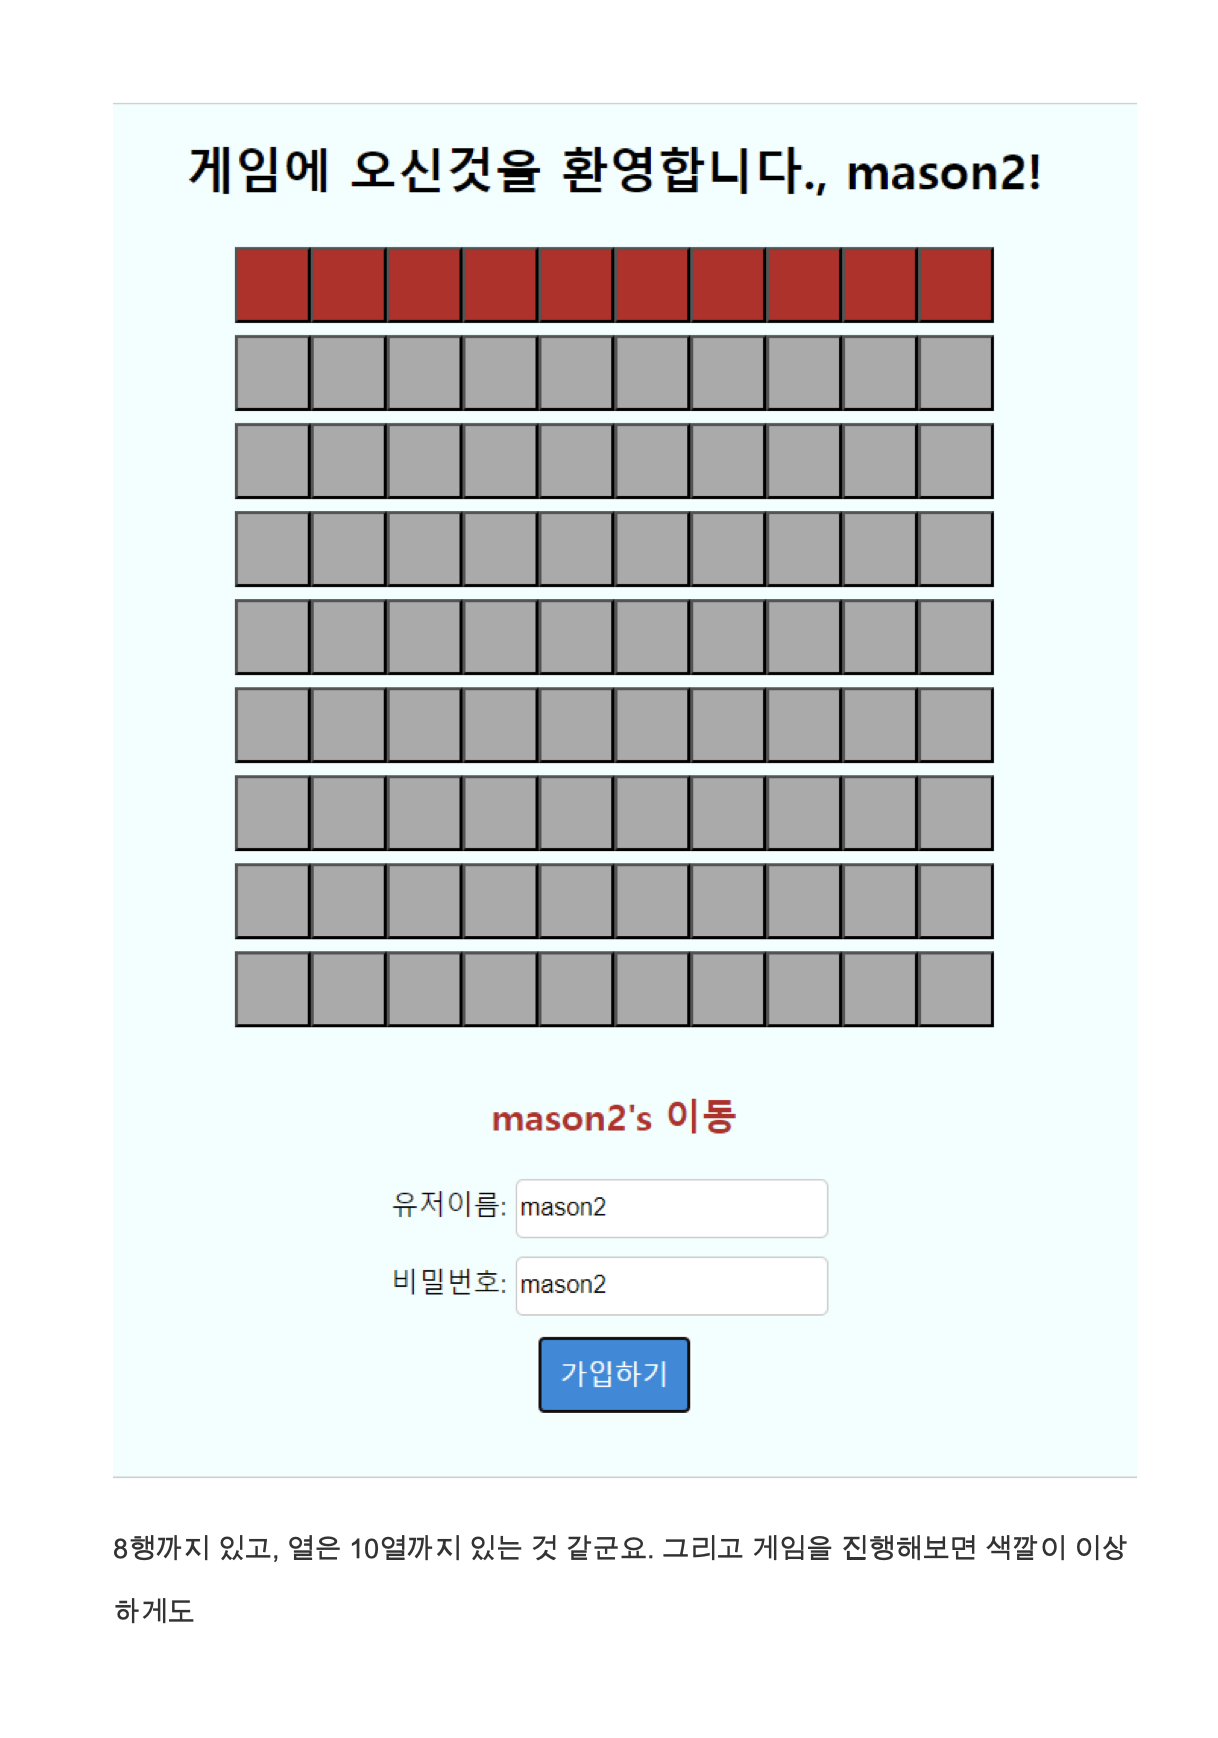 게임에 오신것을 환영합니다., mason2!
mason2's 이동
유저이름: mason2
비밀번호: mason2
가입하기
8행까지 있고, 열은 10열까지 있는 것 같군요. 그리고 게임을 진행해보면 색깔이 이상
하게도